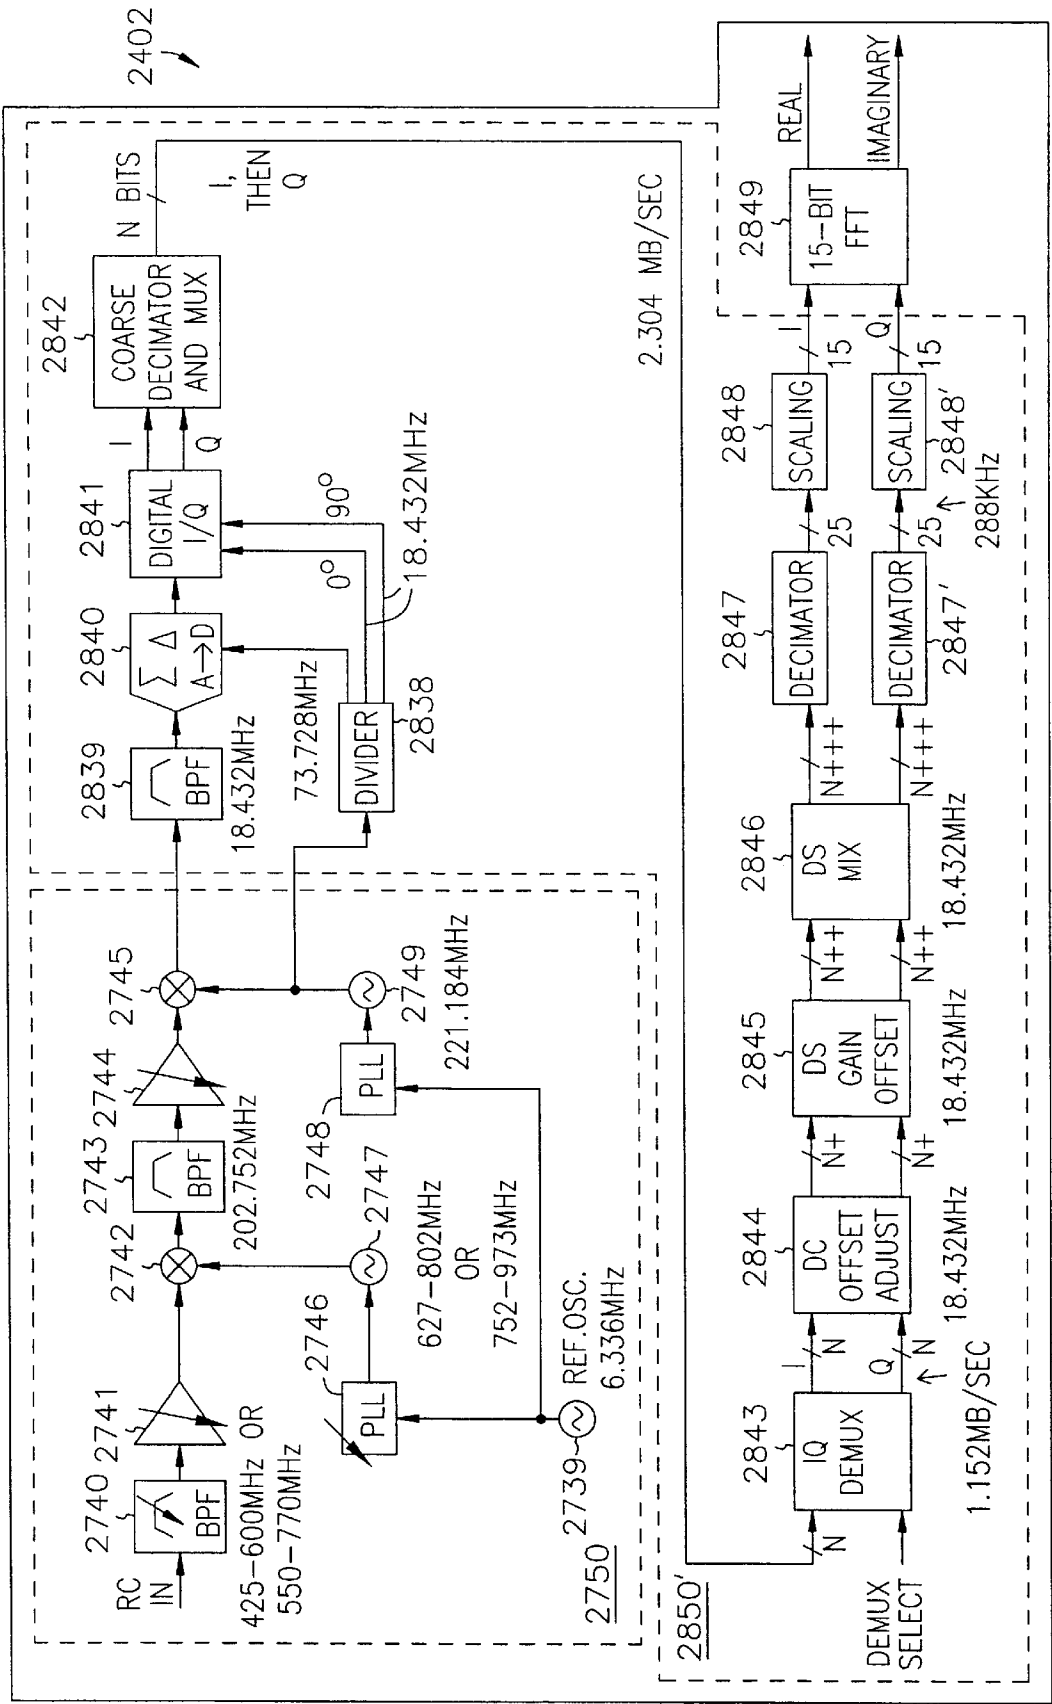 2402
RC
IN
2740
BPF
425-600MHz OR
550-770MHz
2741
2742
2743
BPF
202.752MHz
2744
2745
2746
PLL
2747
627-802MHz
OR
752-973MHz
2748
PLL
2749
221.184MHz
2739
REF.OSC.
6.336MHz
2750
2839
BPF
18.432MHz
2840
Σ Δ
A→D
2841
DIGITAL
I/Q
I
Q
2842
COARSE
DECIMATOR
AND MUX
N BITS
I,
THEN
Q
73.728MHz
DIVIDER
2838
0°
90°
18.432MHz
2.304 MB/SEC
2850'
DEMUX
SELECT
N
2843
IQ
DEMUX
I
N
Q
N
1.152MB/SEC
2844
DC
OFFSET
ADJUST
18.432MHz
N+
N+
2845
DS
GAIN
OFFSET
18.432MHz
N++
N++
2846
DS
MIX
18.432MHz
N+++
N+++
2847
DECIMATOR
DECIMATOR
2847'
25
25
288KHz
2848
SCALING
SCALING
2848'
I
15
Q
15
2849
15-BIT
FFT
REAL
IMAGINARY